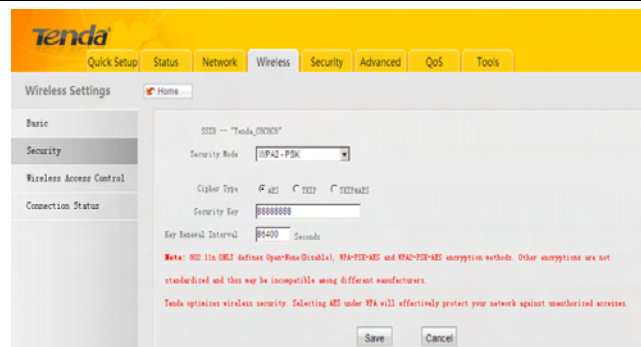 Tenda
Quick Setup Status Network Wireless Security Advanced QoS Tools
Wireless Settings Home
Basic
Security
Wireless Access Control
Connection Status
SSID -- "Tenda_C8C8C8"
Security Mode WPA2-PSK
Cipher Type AES TKIP TKIP&AES
Security Key 88888888
Key Renewal Interval 86400 Seconds
Note: 802.11n ONLY defines Open-None(Disable), WPA-PSK-AES and WPA2-PSK-AES encryption methods. Other encryptions are not
standardized and thus may be incompatible among different manufacturers.
Tenda optimizes wireless security. Selecting AES under WPA will effectively protect your network against unauthorized accesses.
Save Cancel